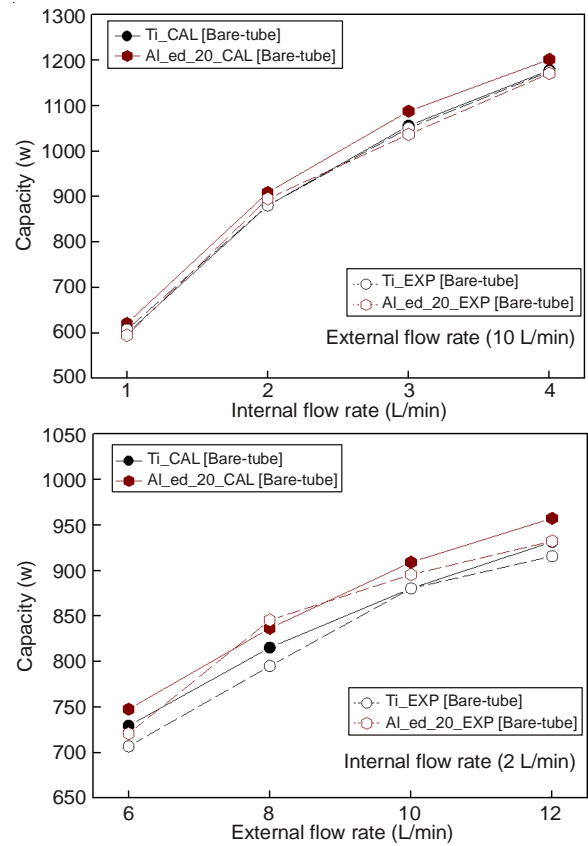 1300
1200
1100
1000
900
800
700
600
500
Capacity (w)
Ti_CAL [Bare-tube]
Al_ed_20_CAL [Bare-tube]
Ti_EXP [Bare-tube]
Al_ed_20_EXP [Bare-tube]
External flow rate (10 L/min)
1 2 3 4
Internal flow rate (L/min)
1050
1000
950
900
850
800
750
700
650
Capacity (w)
Ti_CAL [Bare-tube]
Al_ed_20_CAL [Bare-tube]
Ti_EXP [Bare-tube]
Al_ed_20_EXP [Bare-tube]
Internal flow rate (2 L/min)
6 8 10 12
External flow rate (L/min)